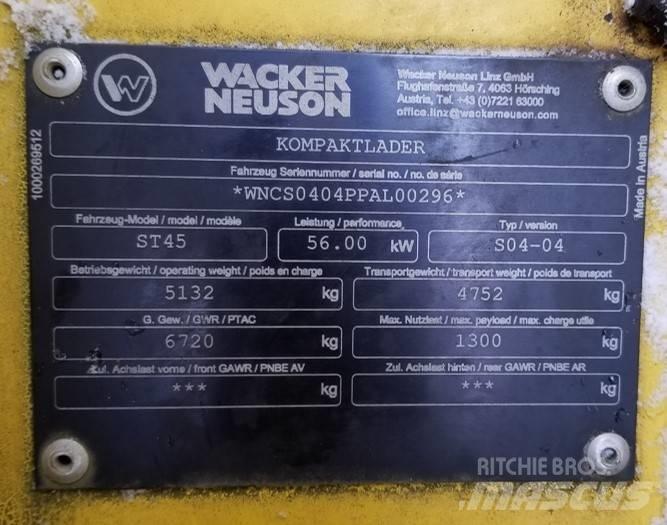 WACKER
NEUSON
Wacker Neuson Linz GmbH
Flughafenstraße 7, 4063 Hörsching
Austria, Tel. +43 (0)7221 63000
office.linz@wackerneuson.com
KOMPAKTLADER
Fahrzeug Seriennummer / serial no. / no. de série
*WNCS0404PPAL00296*
Fahrzeug-Model / model / modèle
Leistung / performance
Typ / version
ST45
56.00 kW
S04-04
Betriebsgewicht / operating weight / poids en charge
Transportgewicht / transport weight / poids de transport
5132 kg
4752 kg
G. Gew. / GWR / PTAC
Max. Nutzlast / max. payload / max. charge utile
6720 kg
1300 kg
Zul. Achslast vorne / front GAWR / PNBE AV
Zul. Achslast hinten / rear GAWR / PNBE AR
*** kg
*** kg
1000269512
Made in Austria
RITCHIE BROS
MASCUS